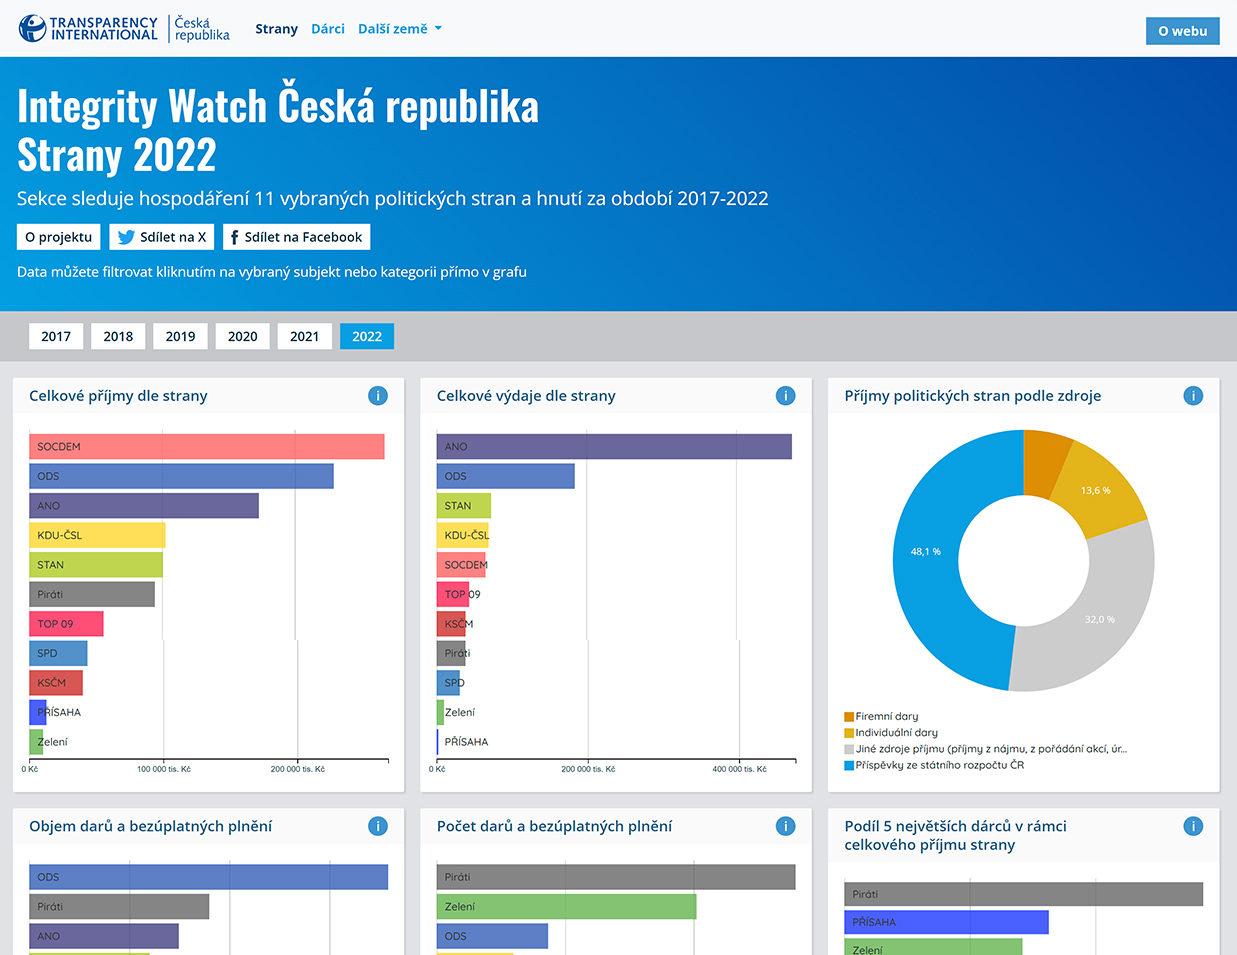 TRANSPARENCY
INTERNATIONAL
Česká
republika
Strany
Dárci
Další země
O webu
Integrity Watch Česká republika
Strany 2022
Sekce sleduje hospodáření 11 vybraných politických stran a hnutí za období 2017-2022
O projektu
Sdílet na X
Sdílet na Facebook
Data můžete filtrovat kliknutím na vybraný subjekt nebo kategorii přímo v grafu
2017
2018
2019
2020
2021
2022
Celkové příjmy dle strany
i
SOCDEM
ODS
ANO
KDU-ČSL
STAN
Piráti
TOP 09
SPD
KSČM
PŘÍSAHA
Zelení
0 Kč
100 000 tis. Kč
200 000 tis. Kč
Celkové výdaje dle strany
i
ANO
ODS
STAN
KDU-ČSL
SOCDEM
TOP 09
KSČM
Piráti
SPD
Zelení
PŘÍSAHA
0 Kč
200 000 tis. Kč
400 000 tis. Kč
Příjmy politických stran podle zdroje
i
13,6 %
48,1 %
32,0 %
Firemní dary
Individuální dary
Jiné zdroje příjmu (příjmy z nájmu, z pořádání akcí, úr...
Příspěvky ze státního rozpočtu ČR
Objem darů a bezúplatných plnění
i
ODS
Piráti
ANO
Počet darů a bezúplatných plnění
i
Piráti
Zelení
ODS
Podíl 5 největších dárců v rámci
celkového příjmu strany
i
Piráti
PŘÍSAHA
Zelení